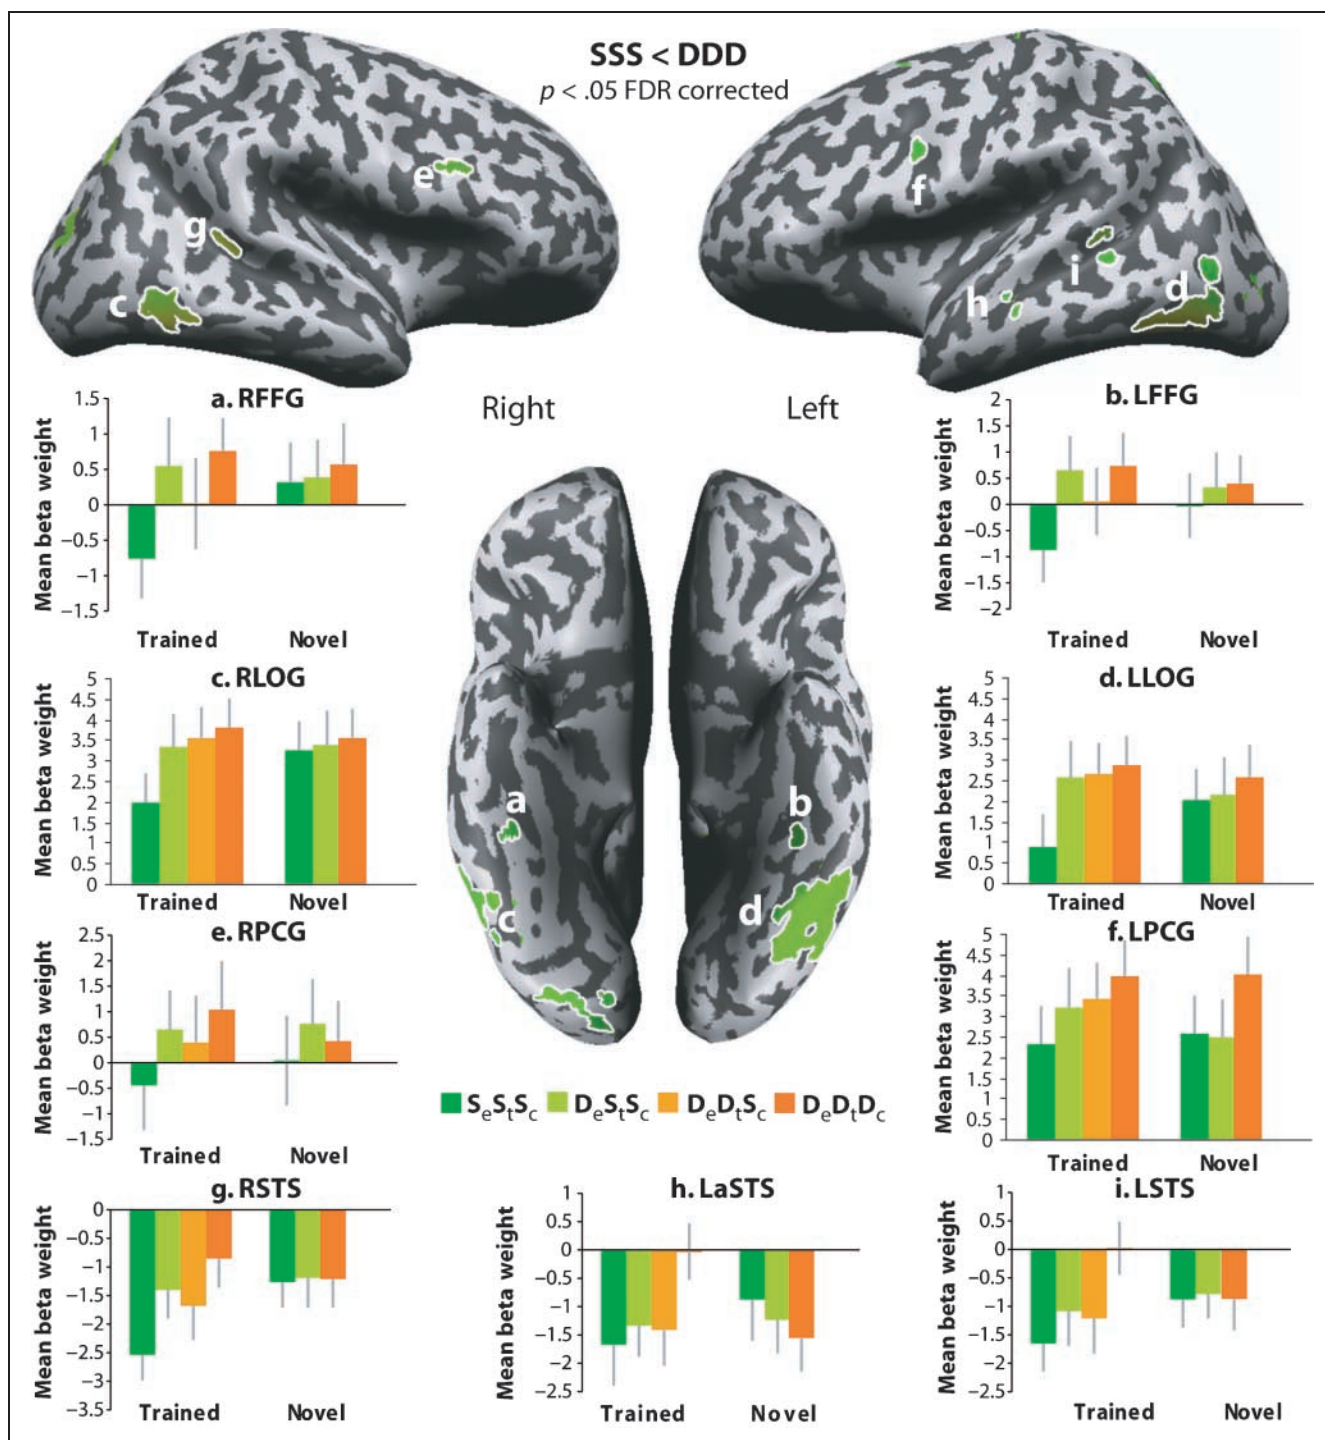 SSS < DDD
p < .05 FDR corrected
e
f
g
i
c
h
d
Right
Left
a. RFFG
Mean beta weight
1.5
1
0.5
0
−0.5
−1
−1.5
Trained Novel
b. LFFG
Mean beta weight
2
1.5
1
0.5
0
−0.5
−1
−1.5
−2
Trained Novel
a
b
c
d
c. RLOG
Mean beta weight
5
4.5
4
3.5
3
2.5
2
1.5
1
0.5
0
Trained Novel
d. LLOG
Mean beta weight
5
4.5
4
3.5
3
2.5
2
1.5
1
0.5
0
Trained Novel
e. RPCG
Mean beta weight
2.5
2
1.5
1
0.5
0
−0.5
−1
−1.5
Trained Novel
f. LPCG
Mean beta weight
5
4.5
4
3.5
3
2.5
2
1.5
1
0.5
0
Trained Novel
SeStSc DeStSc DeDtSc DeDtDc
g. RSTS
Mean beta weight
0
−0.5
−1
−1.5
−2
−2.5
−3
−3.5
Trained Novel
h. LaSTS
Mean beta weight
1
0.5
0
−0.5
−1
−1.5
−2
−2.5
Trained Novel
i. LSTS
Mean beta weight
1
0.5
0
−0.5
−1
−1.5
−2
−2.5
Trained Novel